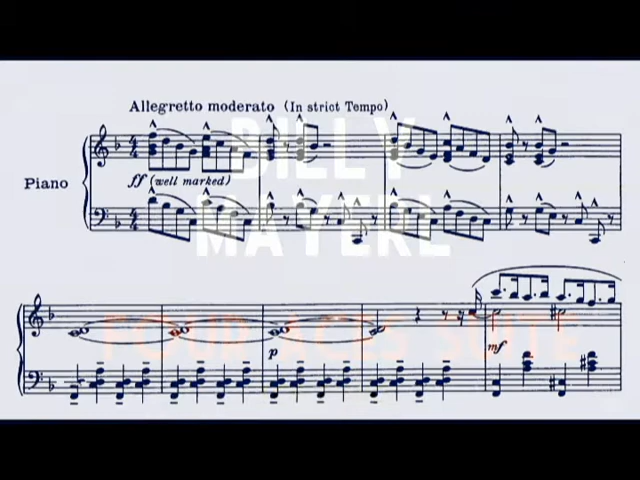 Allegretto moderato (In strict Tempo)
BILLY
Piano
ff (well marked)
MAYERL
FOUR ACES SUITE
p
mf